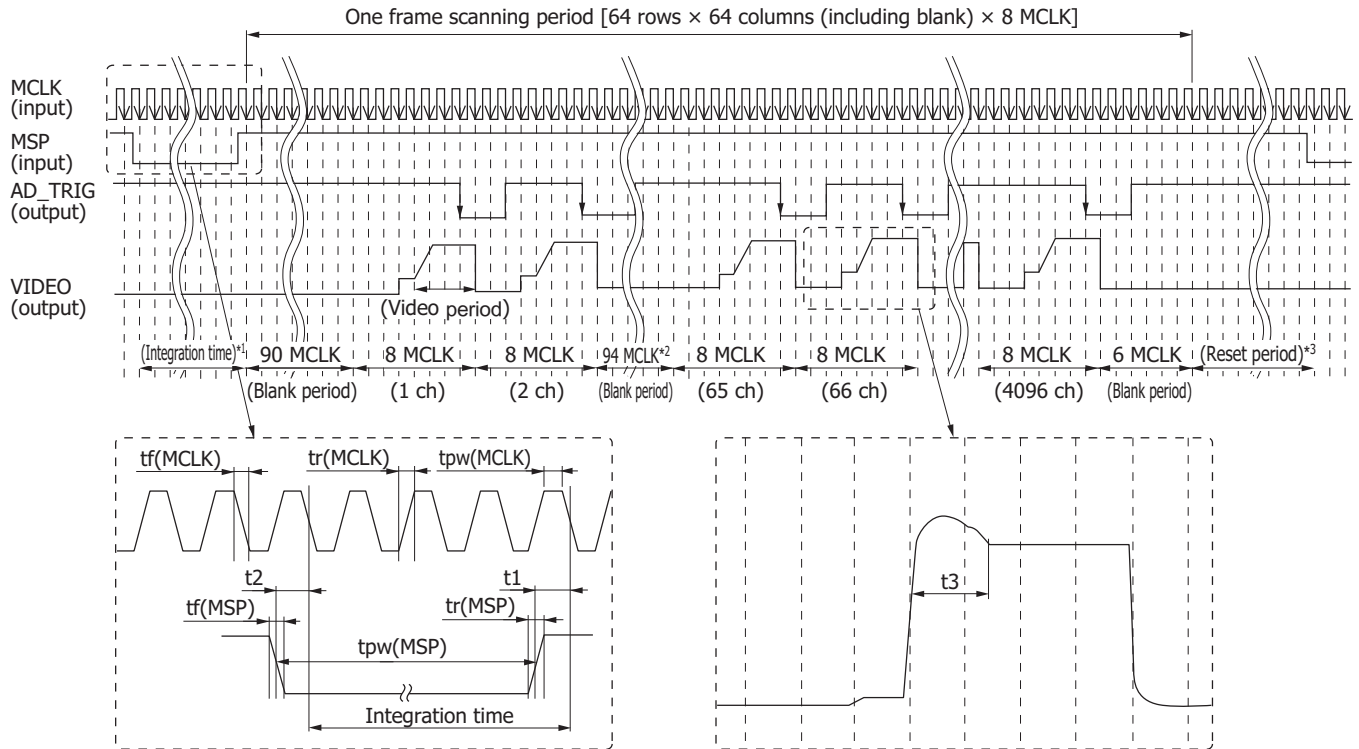 One frame scanning period [64 rows × 64 columns (including blank) × 8 MCLK]
MCLK
(input)
MSP
(input)
AD_TRIG
(output)
VIDEO
(output)
(Video period)
(Integration time)*1
90 MCLK
8 MCLK
8 MCLK
94 MCLK*2
8 MCLK
8 MCLK
8 MCLK
6 MCLK
(Reset period)*3
(Blank period)
(1 ch)
(2 ch)
(Blank period)
(65 ch)
(66 ch)
(4096 ch)
(Blank period)
tf(MCLK)
tr(MCLK)
tpw(MCLK)
t2
t1
tf(MSP)
tr(MSP)
tpw(MSP)
Integration time
t3